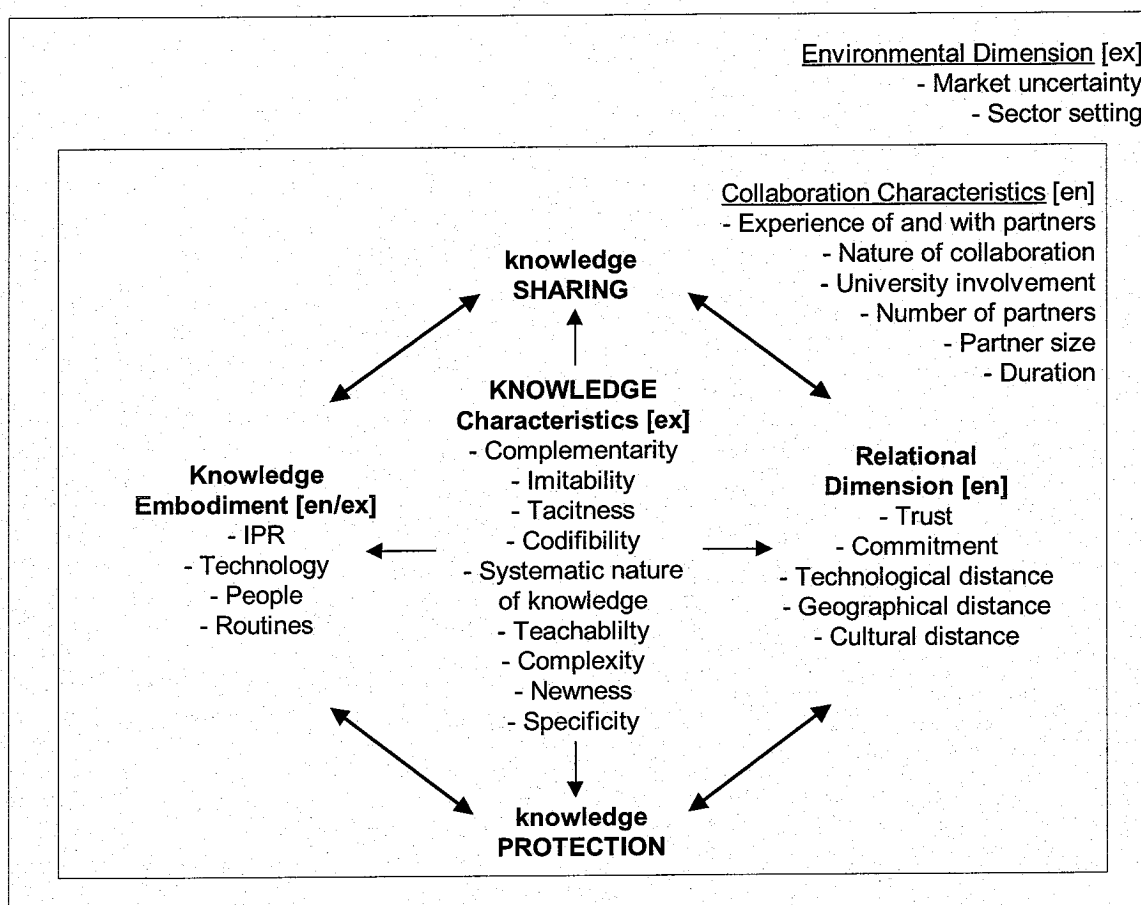 Environmental Dimension [ex]
- Market uncertainty
- Sector setting
Collaboration Characteristics [en]
- Experience of and with partners
- Nature of collaboration
- University involvement
- Number of partners
- Partner size
- Duration
knowledge
SHARING
KNOWLEDGE
Characteristics [ex]
- Complementarity
- Imitability
- Tacitness
- Codifibility
- Systematic nature
of knowledge
- Teachablilty
- Complexity
- Newness
- Specificity
Knowledge
Embodiment [en/ex]
- IPR
- Technology
- People
- Routines
Relational
Dimension [en]
- Trust
- Commitment
- Technological distance
- Geographical distance
- Cultural distance
knowledge
PROTECTION